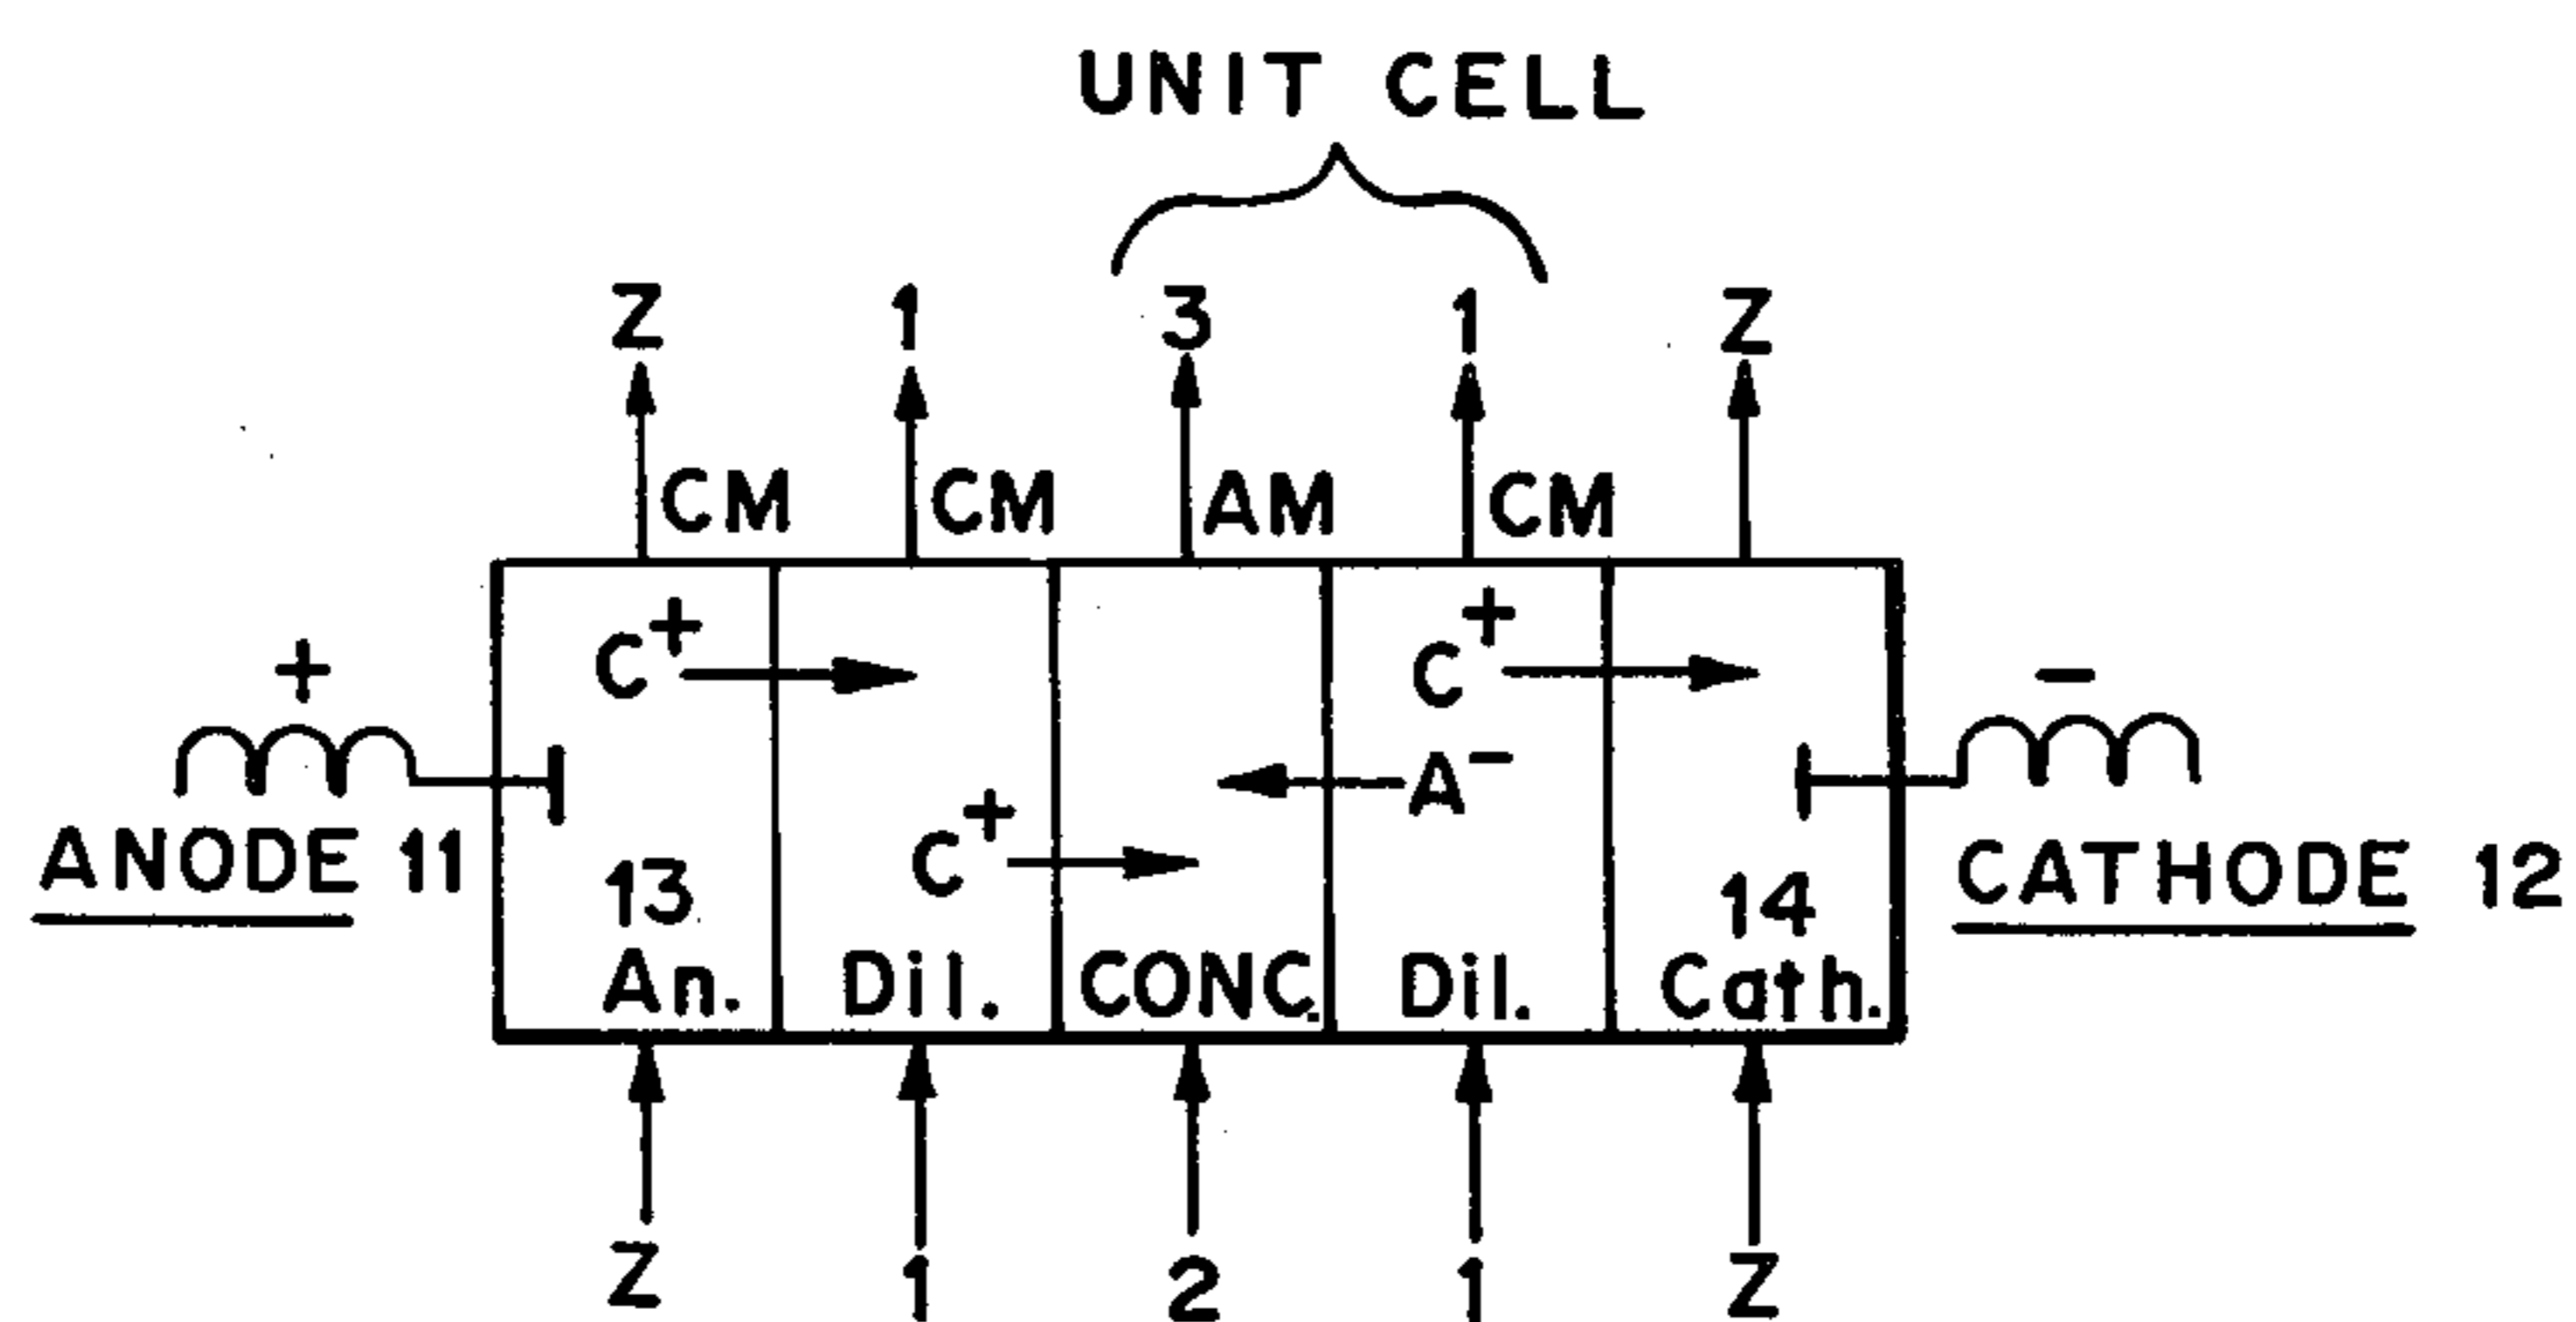 UNIT CELL
Z 1 3 1 Z
CM CM AM CM
C+ C+
+ -
A-
C+
ANODE 11 13 14 CATHODE 12
An. Dil. CONC. Dil. Cath.
Z 1 2 1 Z